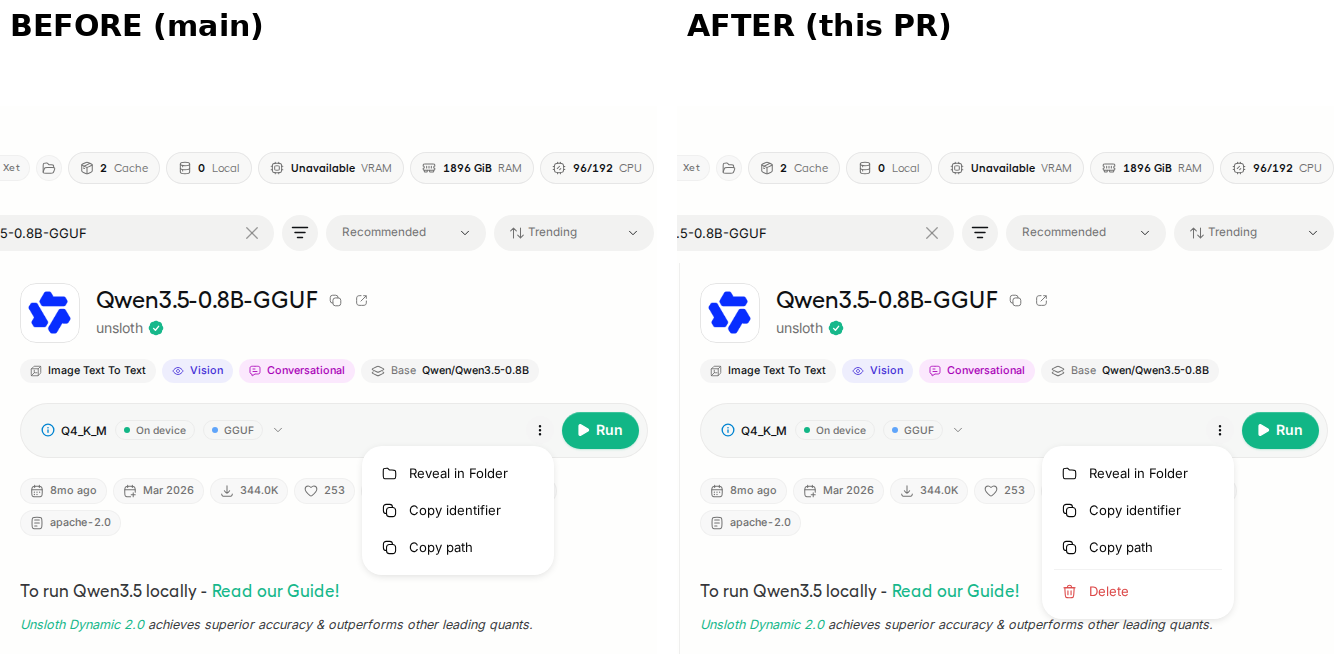 BEFORE (main)
Xet 2 Cache 0 Local Unavailable VRAM 1896 GiB RAM 96/192 CPU
5-0.8B-GGUF Recommended Trending
Qwen3.5-0.8B-GGUF
unsloth
Image Text To Text Vision Conversational Base Qwen/Qwen3.5-0.8B
Q4_K_M On device GGUF Run
Reveal in Folder
8mo ago Mar 2026 344.0K 253
Copy identifier
apache-2.0
Copy path
To run Qwen3.5 locally - Read our Guide!
Unsloth Dynamic 2.0 achieves superior accuracy & outperforms other leading quants.
AFTER (this PR)
Xet 2 Cache 0 Local Unavailable VRAM 1896 GiB RAM 96/192 CPU
.5-0.8B-GGUF Recommended Trending
Qwen3.5-0.8B-GGUF
unsloth
Image Text To Text Vision Conversational Base Qwen/Qwen3.5-0.8B
Q4_K_M On device GGUF Run
Reveal in Folder
8mo ago Mar 2026 344.0K 253
Copy identifier
apache-2.0
Copy path
To run Qwen3.5 locally - Read our Guide!
Delete
Unsloth Dynamic 2.0 achieves superior accuracy & outperforms other leading quants.